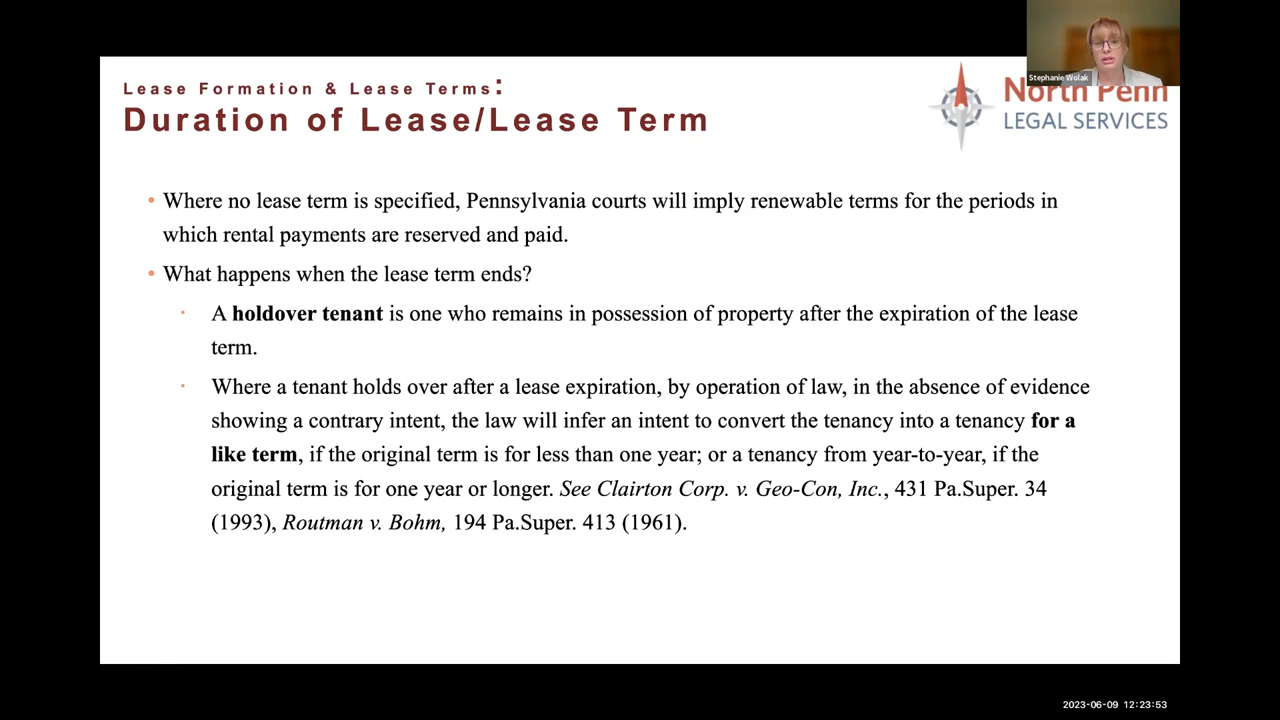 Stephanie Wolak
Lease Formation & Lease Terms:
Duration of Lease/Lease Term
North Penn
LEGAL SERVICES
• Where no lease term is specified, Pennsylvania courts will imply renewable terms for the periods in
which rental payments are reserved and paid.
• What happens when the lease term ends?
• A holdover tenant is one who remains in possession of property after the expiration of the lease
term.
• Where a tenant holds over after a lease expiration, by operation of law, in the absence of evidence
showing a contrary intent, the law will infer an intent to convert the tenancy into a tenancy for a
like term, if the original term is for less than one year; or a tenancy from year-to-year, if the
original term is for one year or longer. See Clairton Corp. v. Geo-Con, Inc., 431 Pa.Super. 34
(1993), Routman v. Bohm, 194 Pa.Super. 413 (1961).
2023-06-09 12:23:53